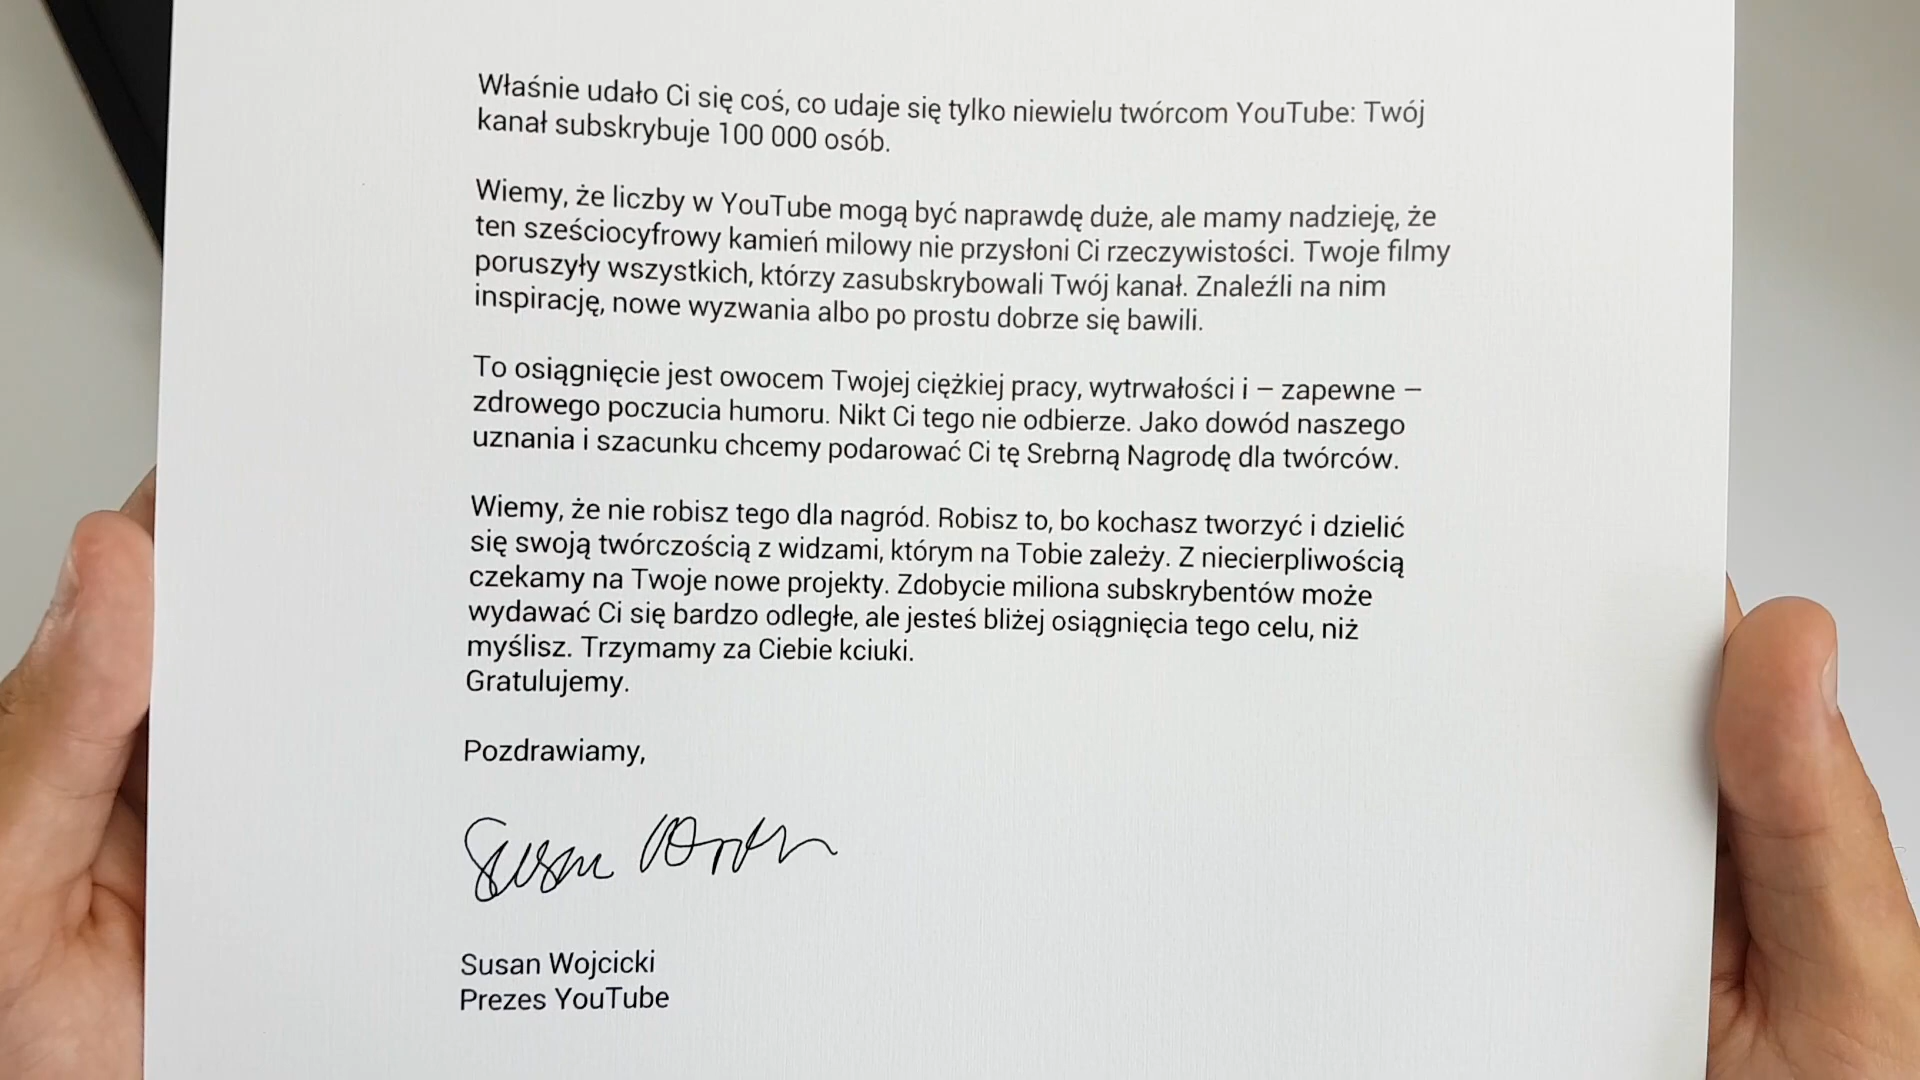 Właśnie udało Ci się coś, co udaje się tylko niewielu twórcom YouTube: Twój
kanał subskrybuje 100 000 osób.
Wiemy, że liczby w YouTube mogą być naprawdę duże, ale mamy nadzieję, że
ten sześciocyfrowy kamień milowy nie przysłoni Ci rzeczywistości. Twoje filmy
poruszyły wszystkich, którzy zasubskrybowali Twój kanał. Znaleźli na nim
inspirację, nowe wyzwania albo po prostu dobrze się bawili.
To osiągnięcie jest owocem Twojej ciężkiej pracy, wytrwałości i – zapewne –
zdrowego poczucia humoru. Nikt Ci tego nie odbierze. Jako dowód naszego
uznania i szacunku chcemy podarować Ci tę Srebrną Nagrodę dla twórców.
Wiemy, że nie robisz tego dla nagród. Robisz to, bo kochasz tworzyć i dzielić
się swoją twórczością z widzami, którym na Tobie zależy. Z niecierpliwością
czekamy na Twoje nowe projekty. Zdobycie miliona subskrybentów może
wydawać Ci się bardzo odległe, ale jesteś bliżej osiągnięcia tego celu, niż
myślisz. Trzymamy za Ciebie kciuki.
Gratulujemy.
Pozdrawiamy,
Susan
Susan Wojcicki
Prezes YouTube